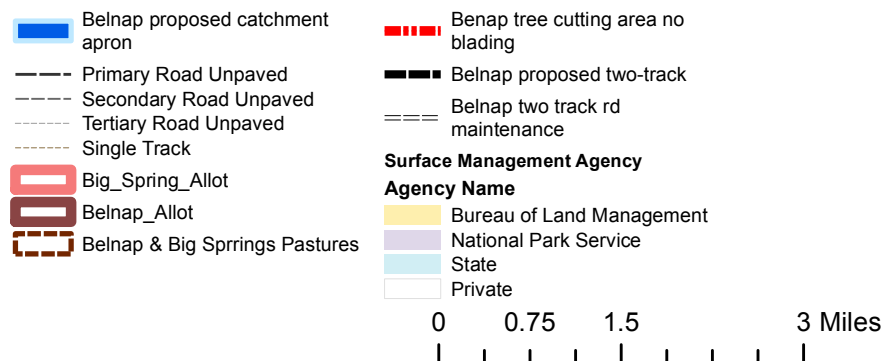 Belnap proposed catchment
apron
Primary Road Unpaved
Secondary Road Unpaved
Tertiary Road Unpaved
Single Track
Big_Spring_Allot
Belnap_Allot
Belnap & Big Sprrings Pastures
Benap tree cutting area no
blading
Belnap proposed two-track
Belnap two track rd
maintenance
Surface Management Agency
Agency Name
Bureau of Land Management
National Park Service
State
Private
0 0.75 1.5 3 Miles